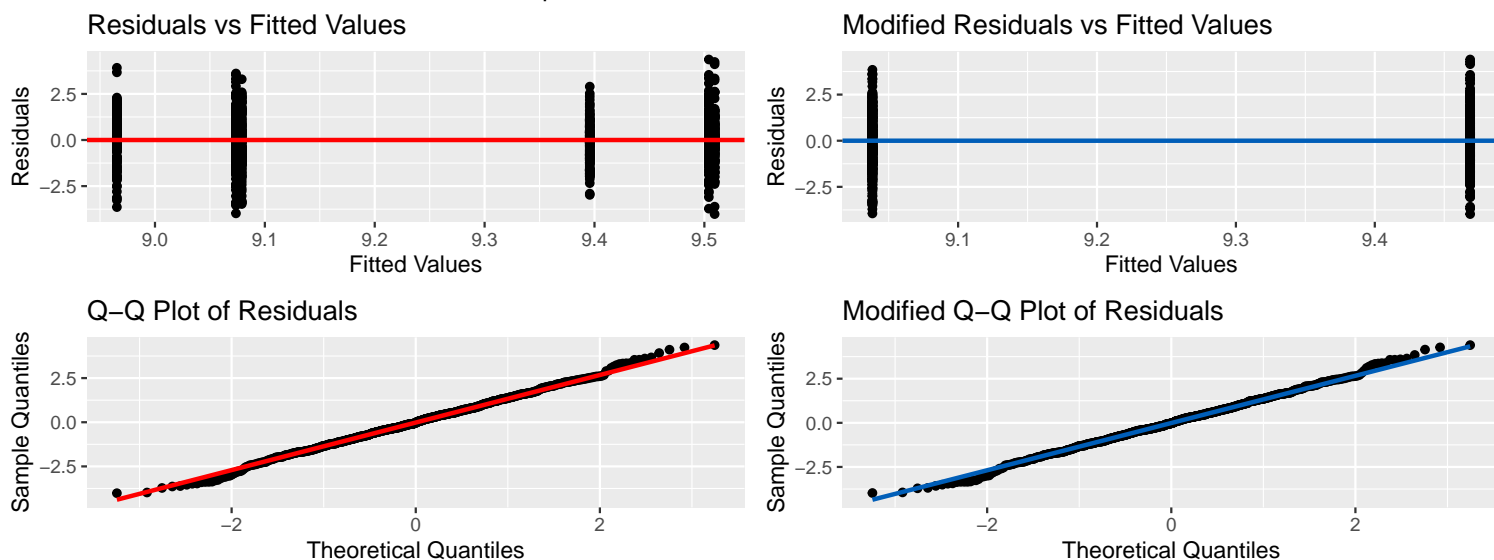 Residuals vs Fitted Values
Residuals
2.5
0.0
−2.5
9.0 9.1 9.2 9.3 9.4 9.5
Fitted Values
Modified Residuals vs Fitted Values
Residuals
2.5
0.0
−2.5
9.1 9.2 9.3 9.4
Fitted Values
Q−Q Plot of Residuals
Sample Quantiles
2.5
0.0
−2.5
−2 0 2
Theoretical Quantiles
Modified Q−Q Plot of Residuals
Sample Quantiles
2.5
0.0
−2.5
−2 0 2
Theoretical Quantiles